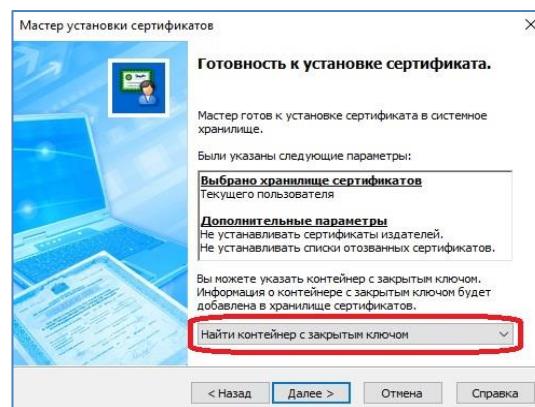 Мастер установки сертификатов
Готовность к установке сертификата.
Мастер готов к установке сертификата в системное
хранилище.
Были указаны следующие параметры:
Выбрано хранилище сертификатов
Текущего пользователя
Дополнительные параметры
Не устанавливать сертификаты издателей.
Не устанавливать списки отозванных сертификатов.
Вы можете указать контейнер с закрытым ключом.
Информация о контейнере с закрытым ключом будет
добавлена в хранилище сертификатов.
Найти контейнер с закрытым ключом
< Назад
Далее >
Отмена
Справка